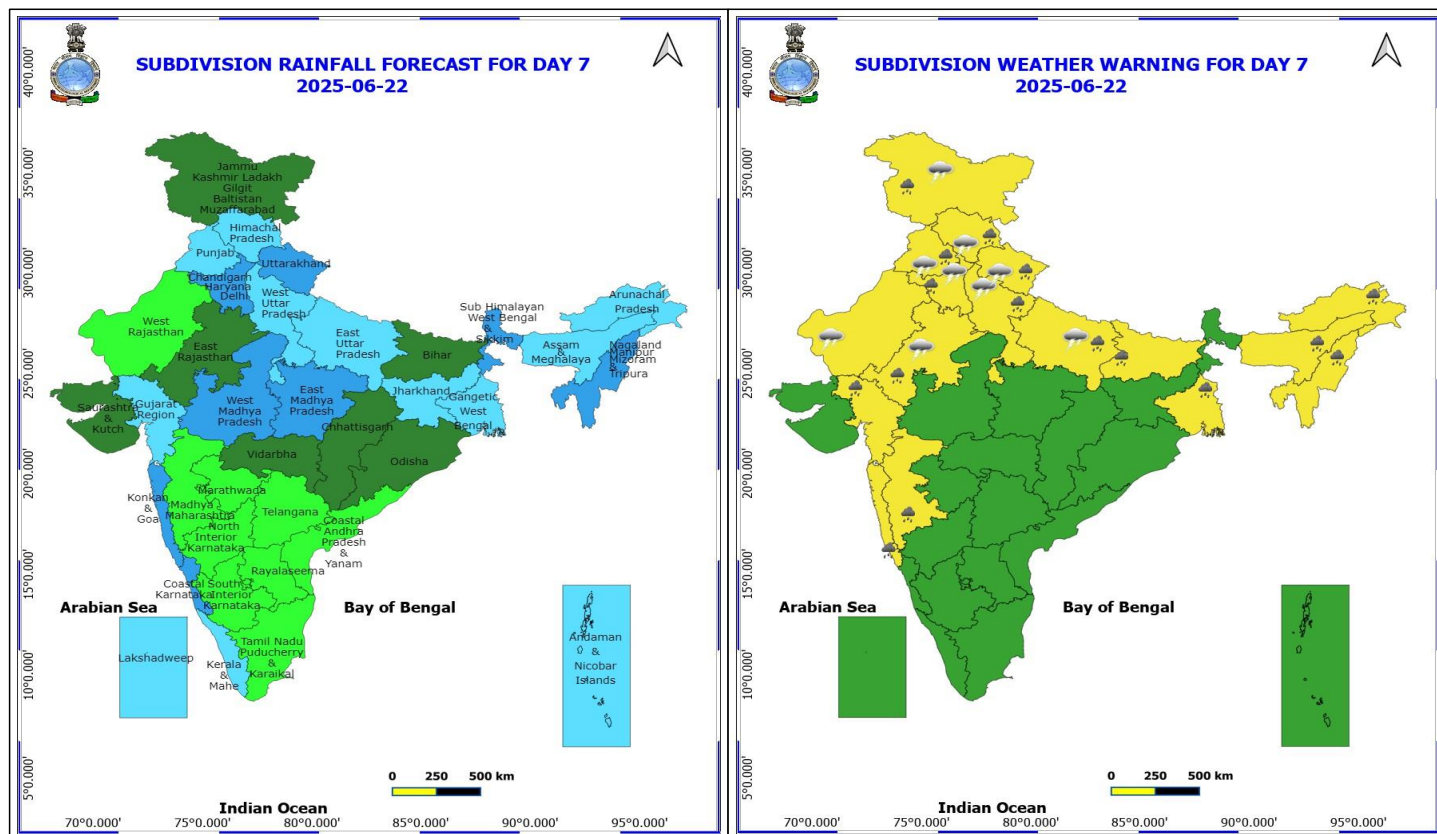 SUBDIVISION RAINFALL FORECAST FOR DAY 7
2025-06-22
40°0.000'
35°0.000'
30°0.000'
25°0.000'
20°0.000'
15°0.000'
10°0.000'
5°0.000'
Jammu
Kashmir Ladakh
Gilgit
Baltistan
Muzaffarabad
Himachal
Pradesh
Punjab
Uttarakhand
Chandigarh
Haryana
Delhi
West
Uttar
Pradesh
West
Rajasthan
East
Rajasthan
East
Uttar
Pradesh
Bihar
Sub Himalayan
West Bengal
&
Sikkim
Arunachal
Pradesh
Assam
&
Meghalaya
Nagaland
Manipur
Mizoram
&
Tripura
Saurashtra
&
Kutch
Gujarat
Region
West
Madhya
Pradesh
East
Madhya
Pradesh
Jharkhand
Gangetic
West
Bengal
Chhattisgarh
Vidarbha
Odisha
Konkan
&
Goa
Marathwada
Madhya
Maharashtra
North
Interior
Karnataka
Telangana
Coastal
Andhra
Pradesh
&
Yanam
Rayalaseema
Coastal
Karnataka
South
Interior
Karnataka
Arabian Sea
Bay of Bengal
Lakshadweep
Kerala
&
Mahe
Tamil Nadu
Puducherry
&
Karaikal
Andaman
&
Nicobar
Islands
0 250 500 km
Indian Ocean
70°0.000' 75°0.000' 80°0.000' 85°0.000' 90°0.000' 95°0.000'
SUBDIVISION WEATHER WARNING FOR DAY 7
2025-06-22
40°0.000'
35°0.000'
30°0.000'
25°0.000'
20°0.000'
15°0.000'
10°0.000'
5°0.000'
Arabian Sea
Bay of Bengal
0 250 500 km
Indian Ocean
70°0.000' 75°0.000' 80°0.000' 85°0.000' 90°0.000' 95°0.000'